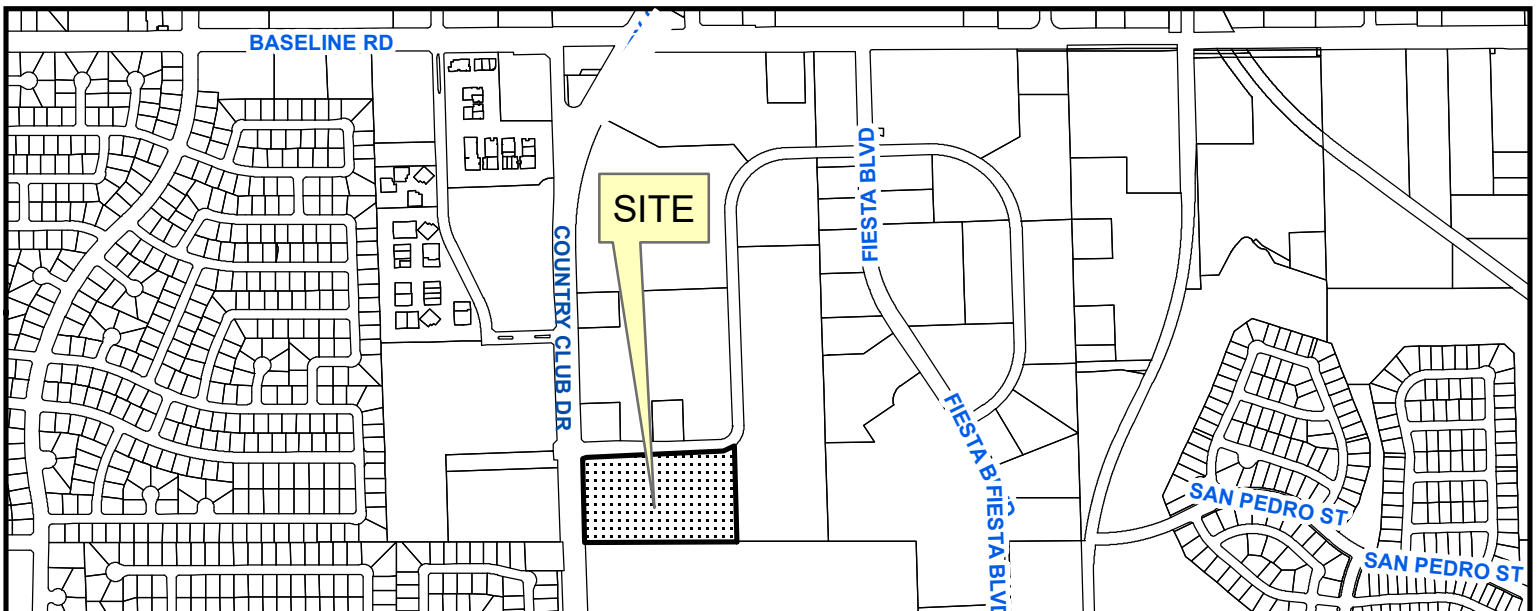 BASELINE RD
FIESTA BLVD
SITE
COUNTRY CLUB DR
FIESTA B
FIESTA BLVD
SAN PEDRO ST
SAN PEDRO ST